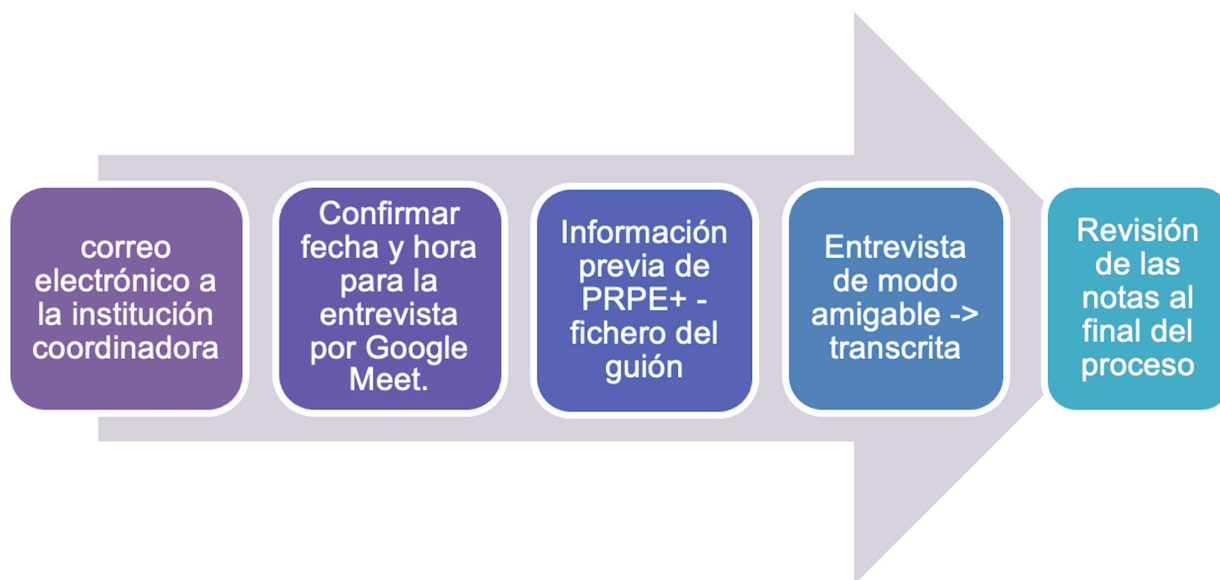 correo
electrónico a
la institución
coordinadora
Confirmar
fecha y hora
para la
entrevista
por Google
Meet.
Información
previa de
PRPE+ -
fichero del
guión
Entrevista
de modo
amigable ->
transcrita
Revisión
de las
notas al
final del
proceso